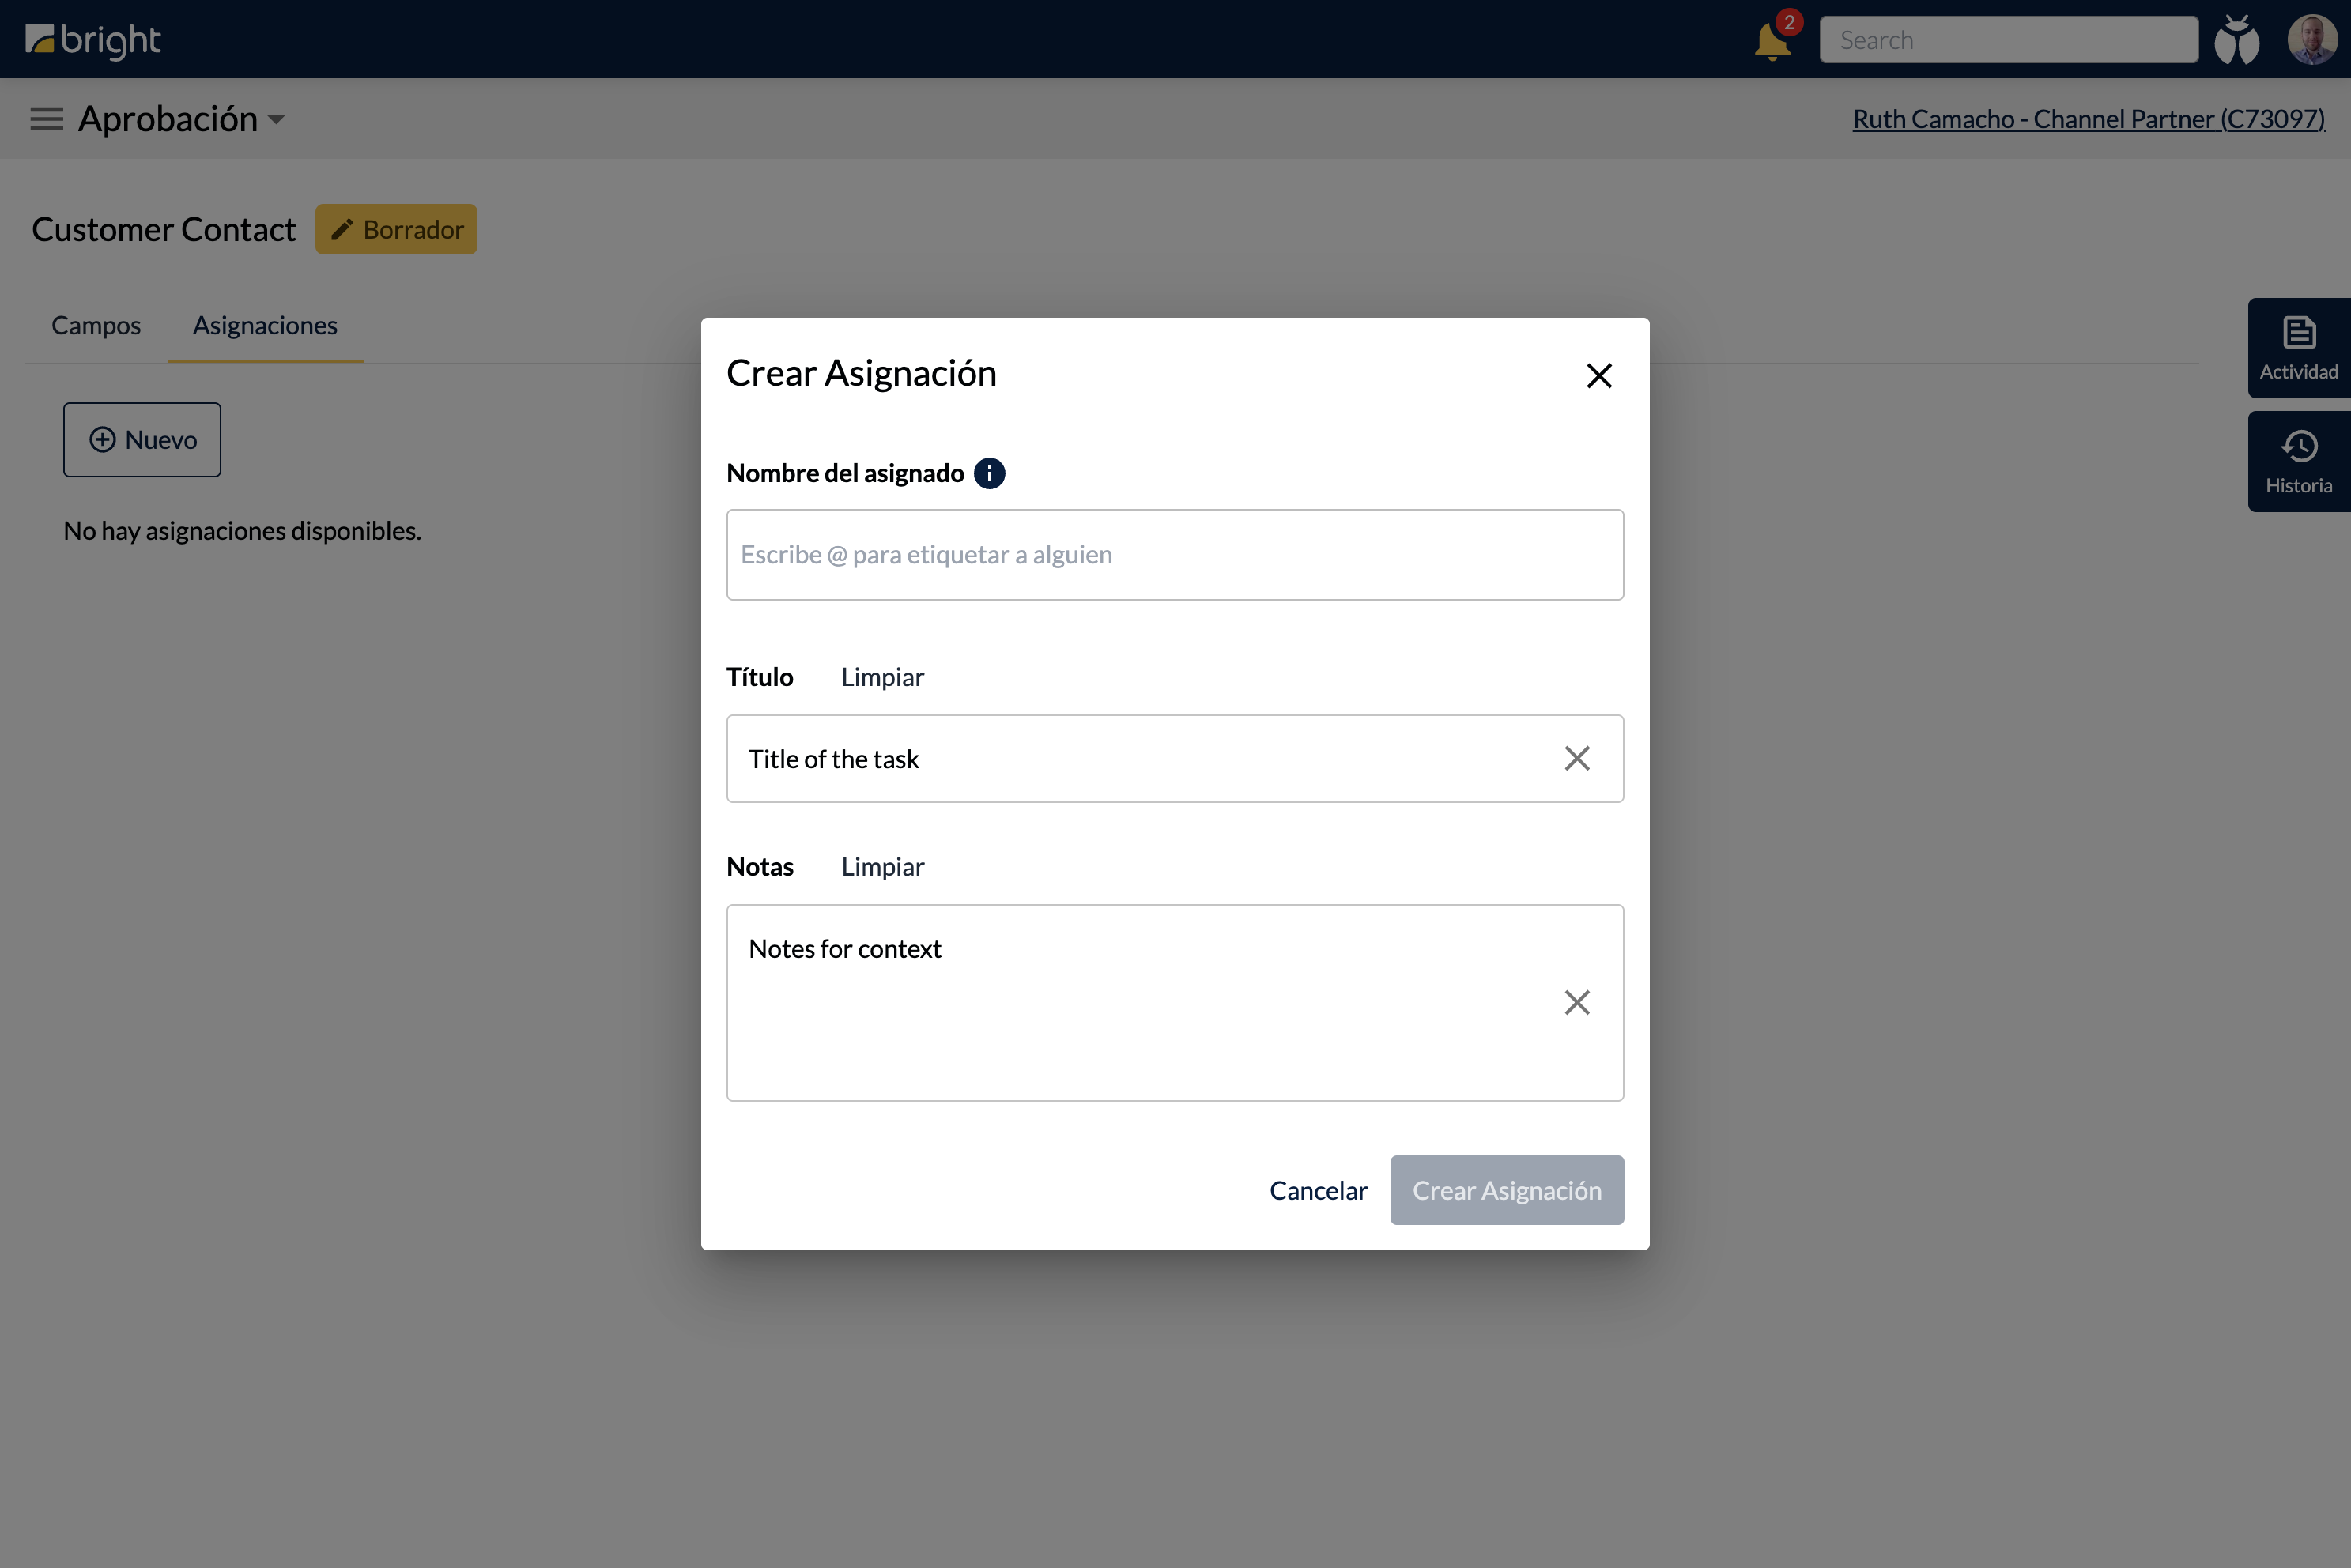 bright
2
Search
Aprobación
Ruth Camacho - Channel Partner (C73097)
Customer Contact
Borrador
Campos
Asignaciones
Nuevo
No hay asignaciones disponibles.
Actividad
Historia
Crear Asignación
Nombre del asignado
Escribe @ para etiquetar a alguien
Título Limpiar
Title of the task
Notas Limpiar
Notes for context
Cancelar
Crear Asignación